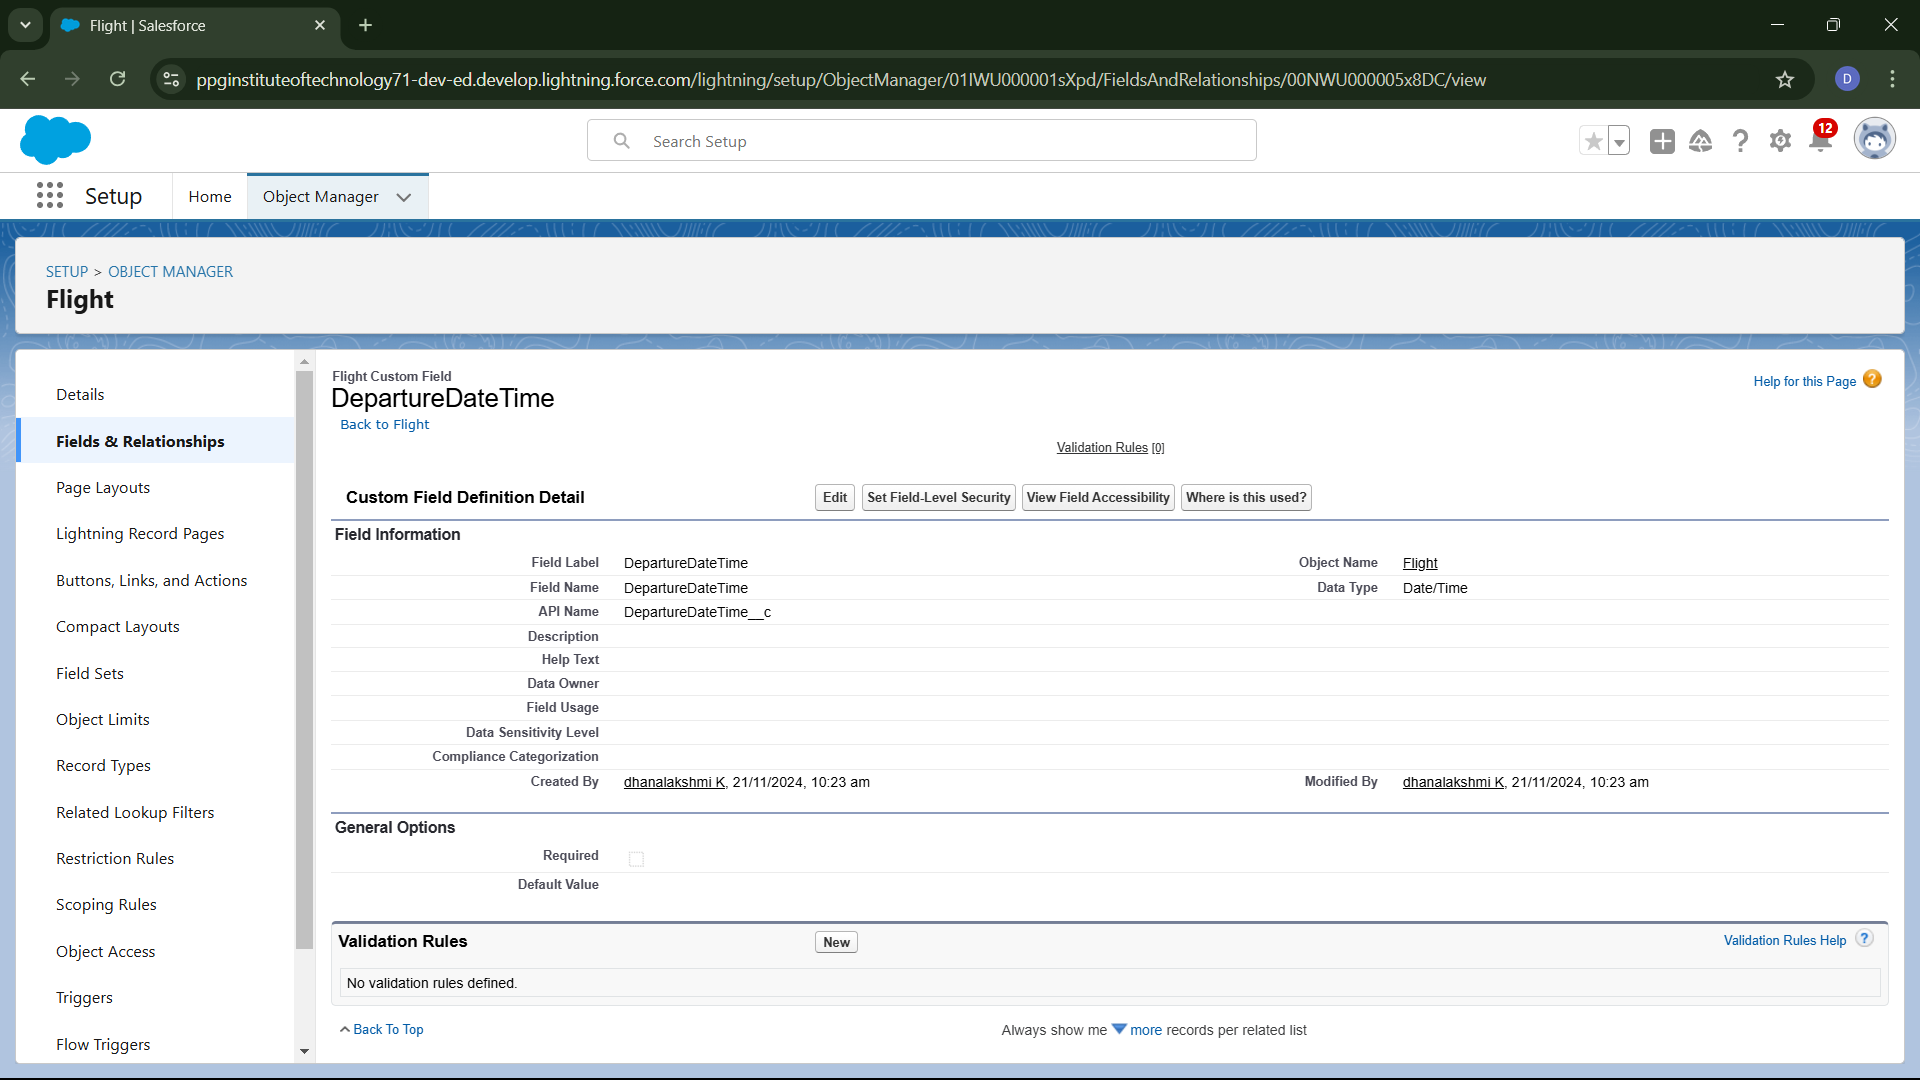 Flight | Salesforce
ppginstituteoftechnology71-dev-ed.develop.lightning.force.com/lightning/setup/ObjectManager/01IWU000001sXpd/FieldsAndRelationships/00NWU000005x8DC/view
D
Search Setup
12
Setup
Home
Object Manager
SETUP > OBJECT MANAGER
Flight
Details
Fields & Relationships
Page Layouts
Lightning Record Pages
Buttons, Links, and Actions
Compact Layouts
Field Sets
Object Limits
Record Types
Related Lookup Filters
Restriction Rules
Scoping Rules
Object Access
Triggers
Flow Triggers
Flight Custom Field
DepartureDateTime
Back to Flight
Help for this Page ?
Validation Rules [0]
Custom Field Definition Detail Edit Set Field-Level Security View Field Accessibility Where is this used?
Field Information
Field Label DepartureDateTime Object Name Flight
Field Name DepartureDateTime Data Type Date/Time
API Name DepartureDateTime__c
Description
Help Text
Data Owner
Field Usage
Data Sensitivity Level
Compliance Categorization
Created By dhanalakshmi K, 21/11/2024, 10:23 am Modified By dhanalakshmi K, 21/11/2024, 10:23 am
General Options
Required
Default Value
Validation Rules New Validation Rules Help ?
No validation rules defined.
Back To Top Always show me more records per related list